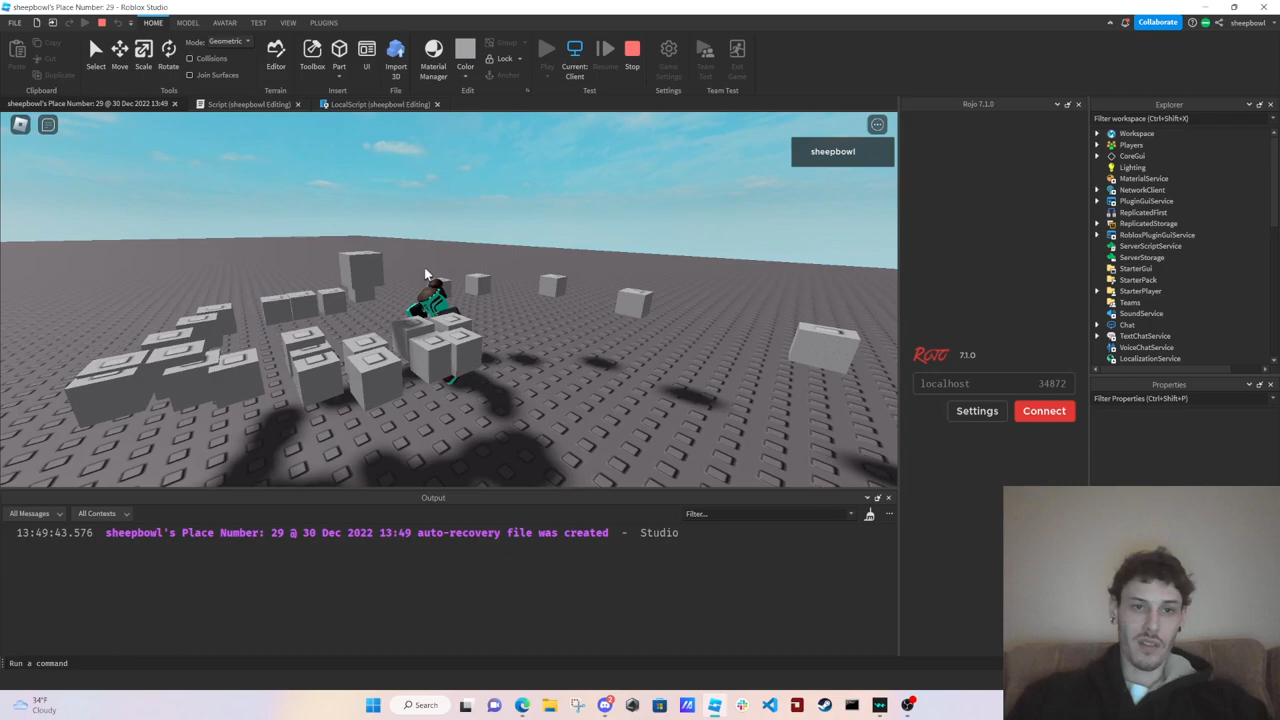 sheepbowl's Place Number: 29 - Roblox Studio
FILE HOME MODEL AVATAR TEST VIEW PLUGINS Collaborate sheepbowl
Paste Copy Cut Duplicate
Clipboard
Select Move Scale Rotate
Mode: Geometric
Collisions
Join Surfaces
Tools
Editor
Terrain
Toolbox Part UI
Insert
Import 3D
File
Material Manager Color
Group
Lock
Anchor
Edit
Play Current: Client Resume Stop
Test
Game Settings
Settings
Team Test Exit Game
Team Test
sheepbowl's Place Number: 29 @ 30 Dec 2022 13:49 Script (sheepbowl Editing) LocalScript (sheepbowl Editing)
sheepbowl
Rojo 7.1.0
ROJO 7.1.0
localhost 34872
Settings Connect
Explorer
Filter workspace (Ctrl+Shift+X)
Workspace
Players
CoreGui
Lighting
MaterialService
NetworkClient
PluginGuiService
ReplicatedFirst
ReplicatedStorage
RobloxPluginGuiService
ServerScriptService
ServerStorage
StarterGui
StarterPack
StarterPlayer
Teams
SoundService
Chat
TextChatService
VoiceChatService
LocalizationService
Properties
Filter Properties (Ctrl+Shift+P)
Output
All Messages All Contexts Filter...
13:49:43.576 sheepbowl's Place Number: 29 @ 30 Dec 2022 13:49 auto-recovery file was created - Studio
Run a command
34°F
Cloudy
Search